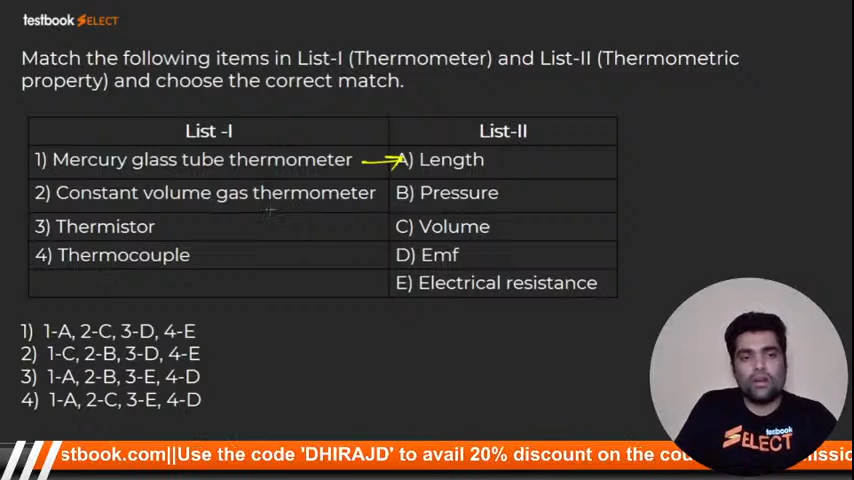 testbook SELECT
Match the following items in List-I (Thermometer) and List-II (Thermometric
property) and choose the correct match.
List -I
List-II
1) Mercury glass tube thermometer
A) Length
2) Constant volume gas thermometer
B) Pressure
3) Thermistor
C) Volume
4) Thermocouple
D) Emf
E) Electrical resistance
1) 1-A, 2-C, 3-D, 4-E
2) 1-C, 2-B, 3-D, 4-E
3) 1-A, 2-B, 3-E, 4-D
4) 1-A, 2-C, 3-E, 4-D
testbook
SELECT
stbook.com||Use the code 'DHIRAJD' to avail 20% discount on the cou